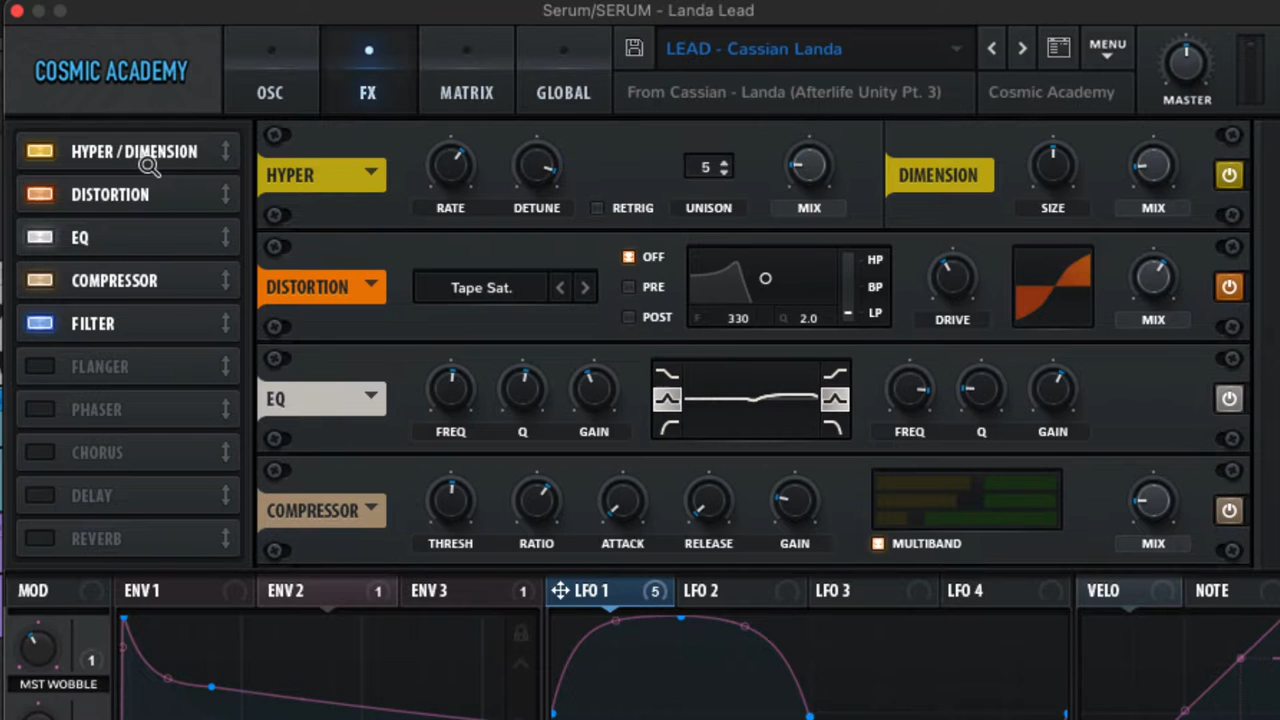 Serum/SERUM - Landa Lead
COSMIC ACADEMY
OSC
FX
MATRIX
GLOBAL
LEAD - Cassian Landa
From Cassian - Landa (Afterlife Unity Pt. 3)
Cosmic Academy
MENU
MASTER
HYPER / DIMENSION
DISTORTION
EQ
COMPRESSOR
FILTER
FLANGER
PHASER
CHORUS
DELAY
REVERB
HYPER
RATE
DETUNE
RETRIG
5
UNISON
MIX
DIMENSION
SIZE
MIX
DISTORTION
Tape Sat.
OFF
PRE
POST
F 330 Q 2.0
HP
BP
LP
DRIVE
MIX
EQ
FREQ
Q
GAIN
FREQ
Q
GAIN
COMPRESSOR
THRESH
RATIO
ATTACK
RELEASE
GAIN
MULTIBAND
MIX
MOD
ENV 1
ENV 2 1
ENV 3 1
LFO 1 5
LFO 2
LFO 3
LFO 4
VELO
NOTE
1
MST WOBBLE